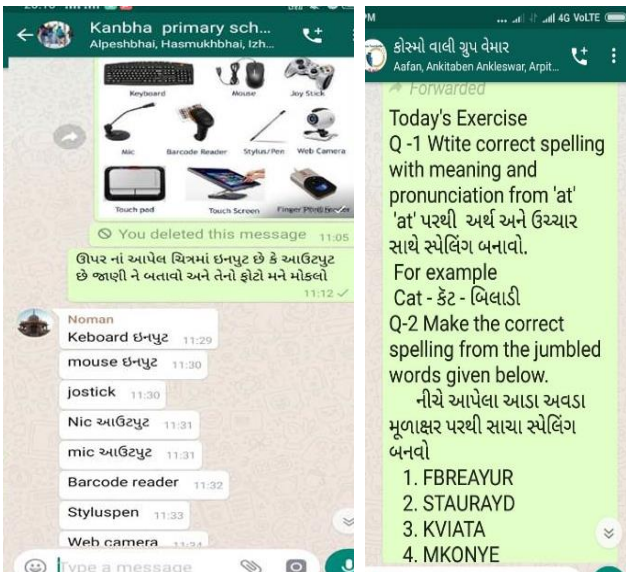 Kanbha primary sch...
Alpeshbhai, Hasmukhbhai, Izh...
Keyboard
Mouse
Joy Stick
Mic
Barcode Reader
Stylus/Pen
Web Camera
Touch pad
Touch Screen
Finger Print Reader
You deleted this message 11:05
ઊપર નાં આપેલ ચિત્રમાં ઇનપુટ છે કે આઉટપુટ
છે જાણી ને બતાવો અને તેનો ફોટો મને મોકલો
11:12
Noman
Keboard ઇનપુટ 11:29
mouse ઇનપુટ 11:30
jostick 11:30
Nic આઉટપુટ 11:31
mic આઉટપુટ 11:31
Barcode reader 11:32
Styluspen 11:33
Web camera 11:34
Type a message
PM
4G VoLTE
કોસ્મો વાલી ગ્રુપ વેમાર
Aafan, Ankitaben Ankleswar, Arpit...
Forwarded
Today's Exercise
Q -1 Wtite correct spelling
with meaning and
pronunciation from 'at'
'at' પરથી અર્થ અને ઉચ્ચાર
સાથે સ્પેલિંગ બનાવો.
For example
Cat - કૅટ - બિલાડી
Q-2 Make the correct
spelling from the jumbled
words given below.
નીચે આપેલા આડા અવડા
મૂળાક્ષર પરથી સાચા સ્પેલિંગ
બનવો
1. FBREAYUR
2. STAURAYD
3. KVIATA
4. MKONYE